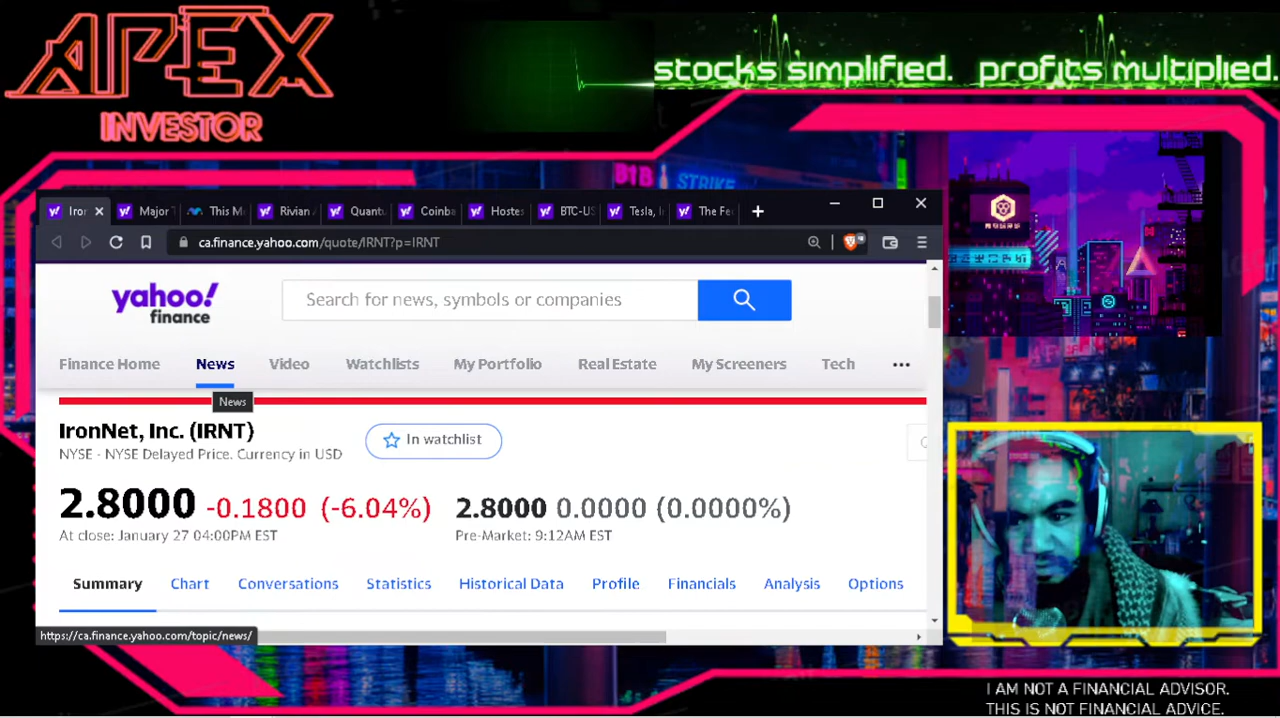 APEX
INVESTOR
stocks simplified. profits multiplied.
Iron
Major T
This M
Rivian
Quant
Coinba
Hostes
BTC-US
Tesla, I
The Fed
ca.finance.yahoo.com/quote/IRNT?p=IRNT
yahoo!
finance
Search for news, symbols or companies
Finance Home News Video Watchlists My Portfolio Real Estate My Screeners Tech
News
IronNet, Inc. (IRNT)
In watchlist
NYSE - NYSE Delayed Price. Currency in USD
2.8000 -0.1800 (-6.04%) 2.8000 0.0000 (0.0000%)
At close: January 27 04:00PM EST Pre-Market: 9:12AM EST
Summary Chart Conversations Statistics Historical Data Profile Financials Analysis Options
https://ca.finance.yahoo.com/topic/news/
I AM NOT A FINANCIAL ADVISOR.
THIS IS NOT FINANCIAL ADVICE.